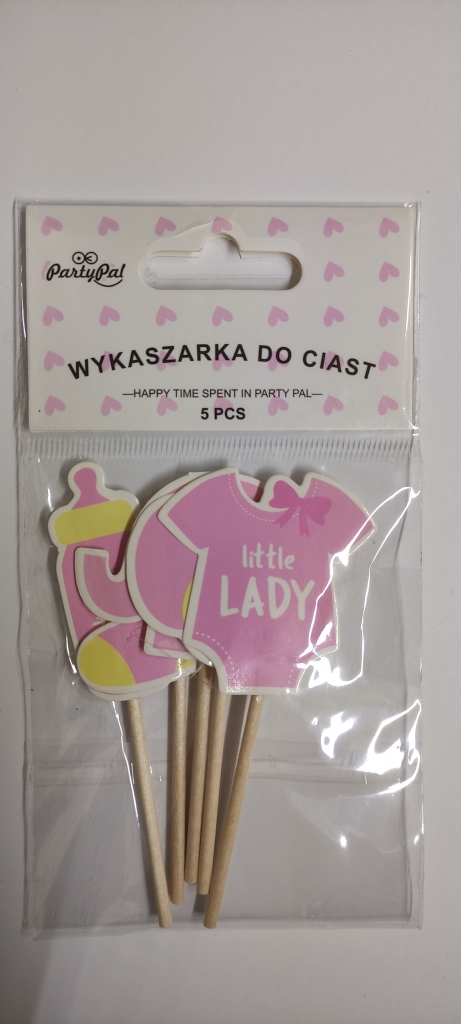 PartyPal
WYKASZARKA DO CIAST
—HAPPY TIME SPENT IN PARTY PAL—
5 PCS
little
LADY